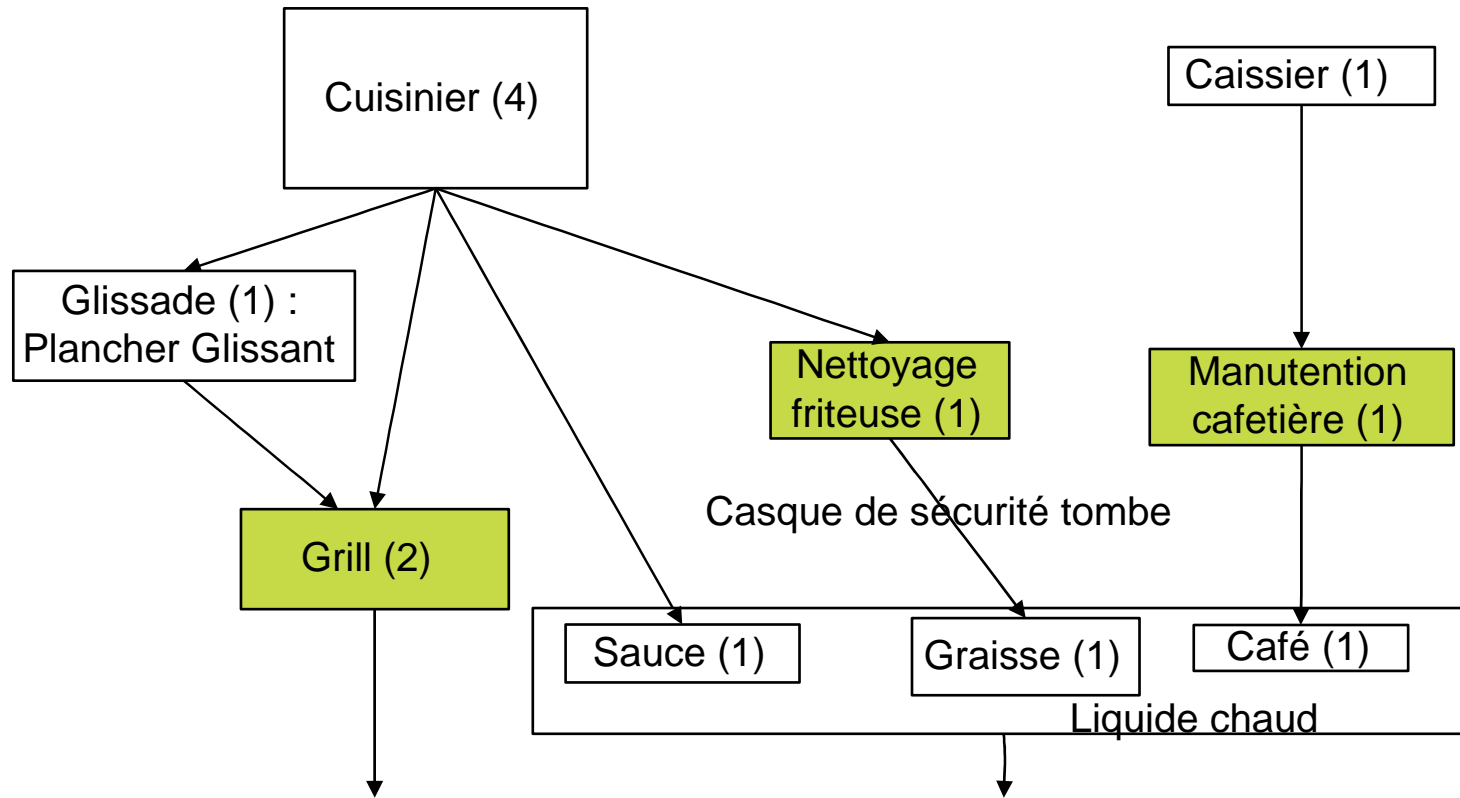 Cuisinier (4)
Caissier (1)
Glissade (1) :
Plancher Glissant
Nettoyage
friteuse (1)
Manutention
cafetière (1)
Casque de sécurité tombe
Grill (2)
Sauce (1)
Graisse (1)
Café (1)
Liquide chaud